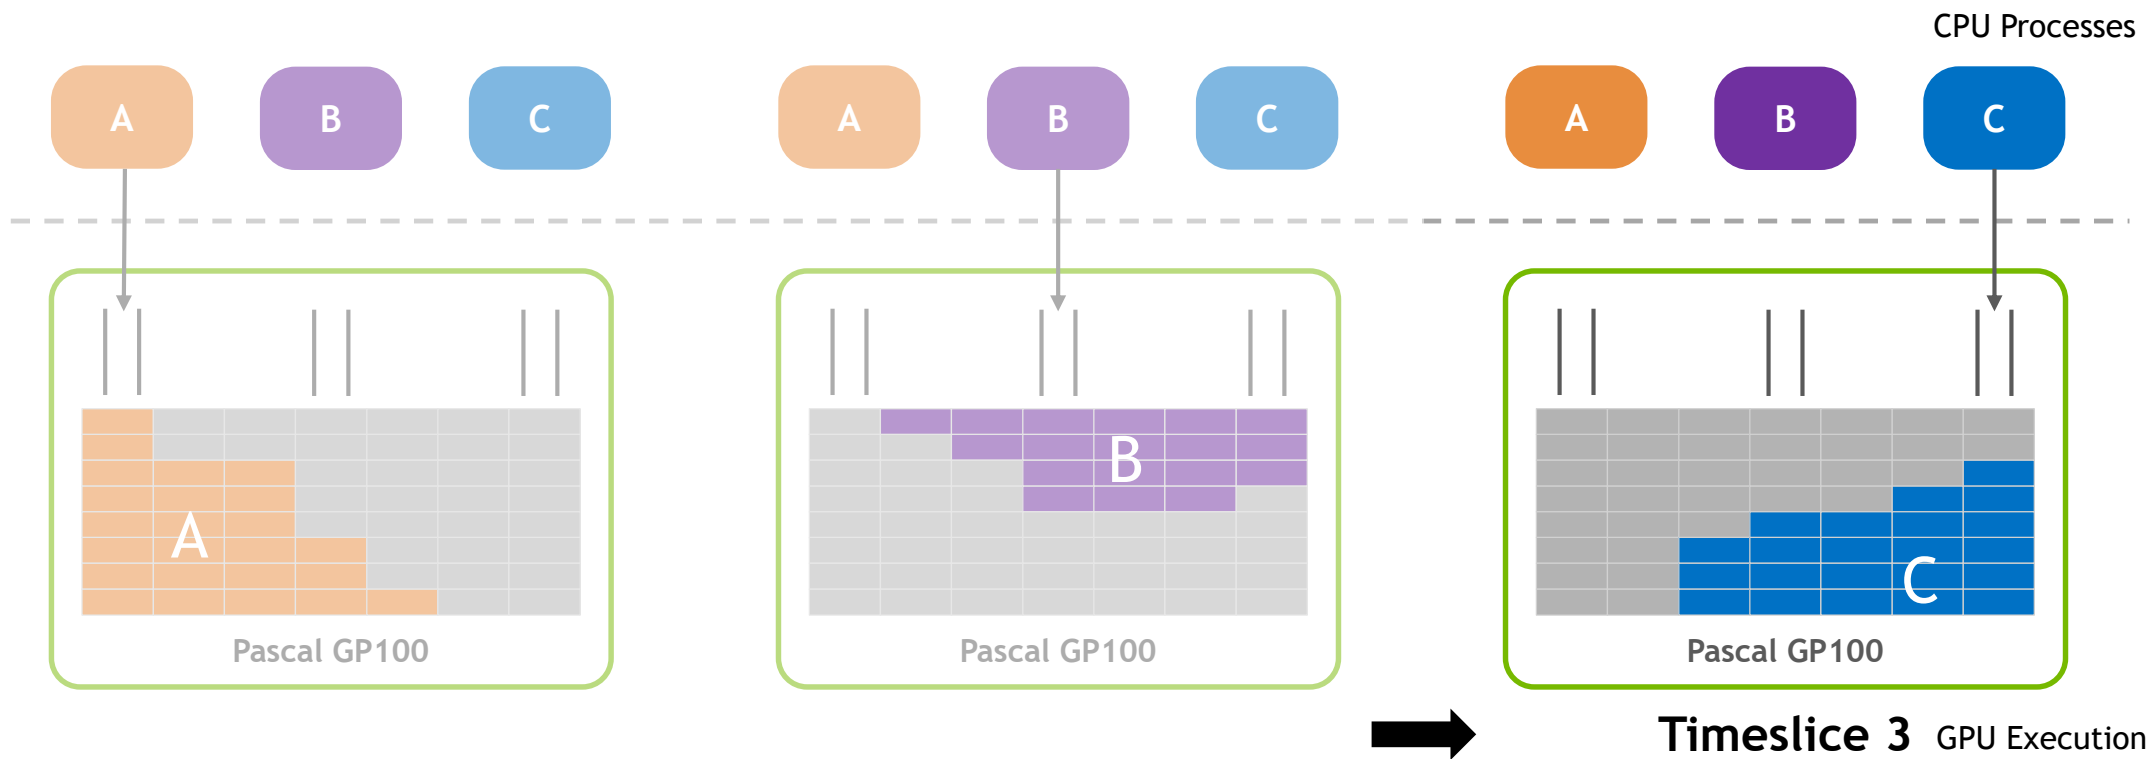 CPU Processes
A B C A B C A B C
A B C
Pascal GP100 Pascal GP100 Pascal GP100
Timeslice 3 GPU Execution